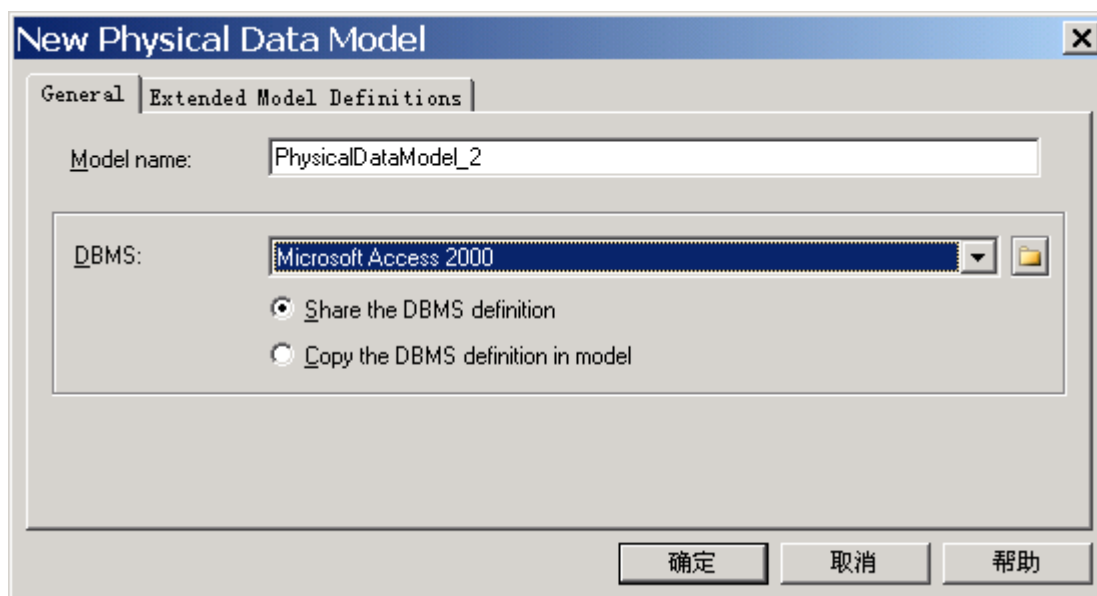 New Physical Data Model
General Extended Model Definitions
Model name: PhysicalDataModel_2
DBMS: Microsoft Access 2000
Share the DBMS definition
Copy the DBMS definition in model
确定 取消 帮助